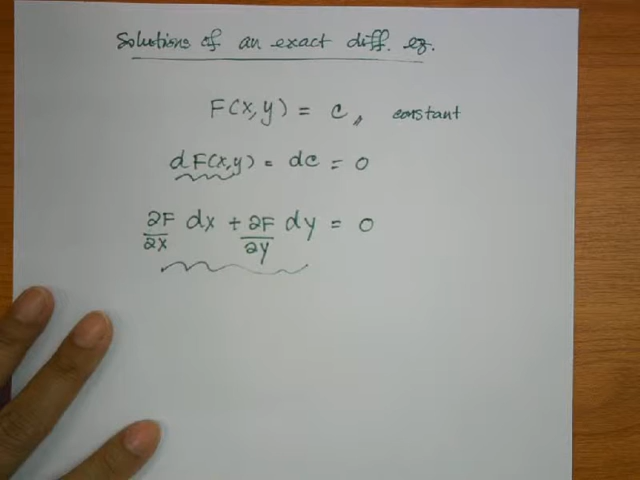 Solutions of an exact diff. eq.
F(x,y) = c, constant
dF(x,y) = dc = 0
∂F/∂x dx + ∂F/∂y dy = 0